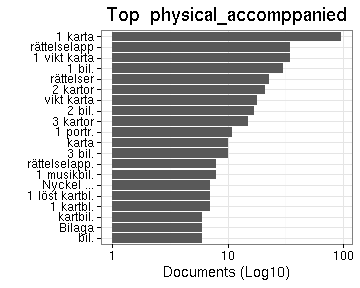 Top physical_accomppanied
1 karta
rättelselapp
1 vikt karta
1 bil.
rättelser
2 kartor
vikt karta
2 bil.
3 kartor
1 portr.
karta
3 bil.
rättelselapp.
1 musikbil.
Nyckel ...
1 löst kartbl.
1 kartbl.
kartbil.
Bilaga
bil.
1 10 100
Documents (Log10)